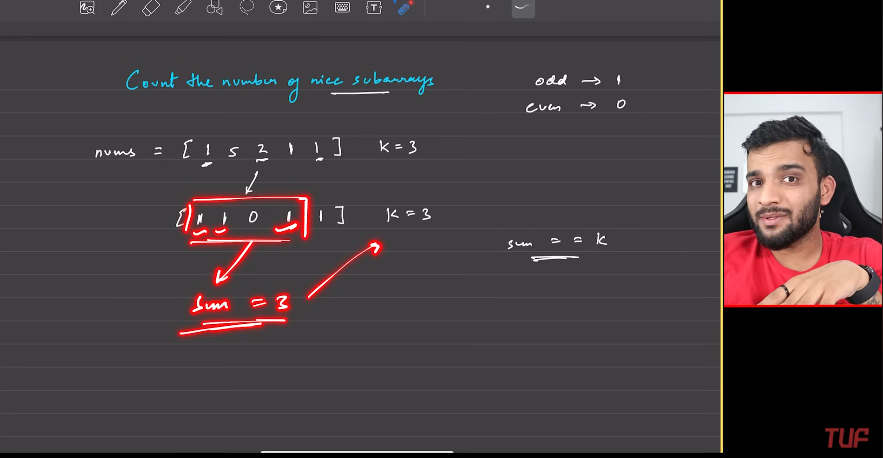 Count the number of nice subarrays
odd → 1
even → 0
nums = [ 1 5 2 1 1 ] K = 3
[ 1 1 0 1 1 ] K = 3
sum = = K
sum = 3
TUF